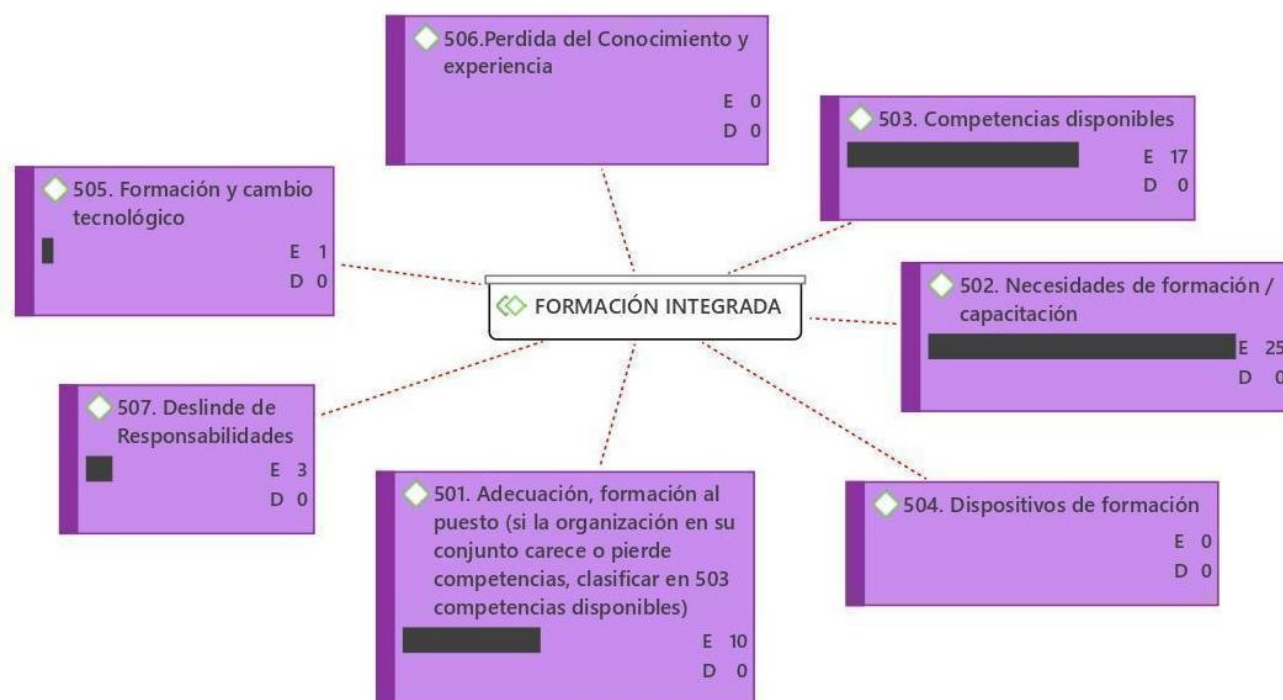 506.Perdida del Conocimiento y
experiencia
E 0
D 0
503. Competencias disponibles
E 17
D 0
505. Formación y cambio
tecnológico
E 1
D 0
502. Necesidades de formación /
capacitación
E 25
D 0
FORMACIÓN INTEGRADA
507. Deslinde de
Responsabilidades
E 3
D 0
501. Adecuación, formación al
puesto (si la organización en su
conjunto carece o pierde
competencias, clasificar en 503
competencias disponibles)
E 10
D 0
504. Dispositivos de formación
E 0
D 0